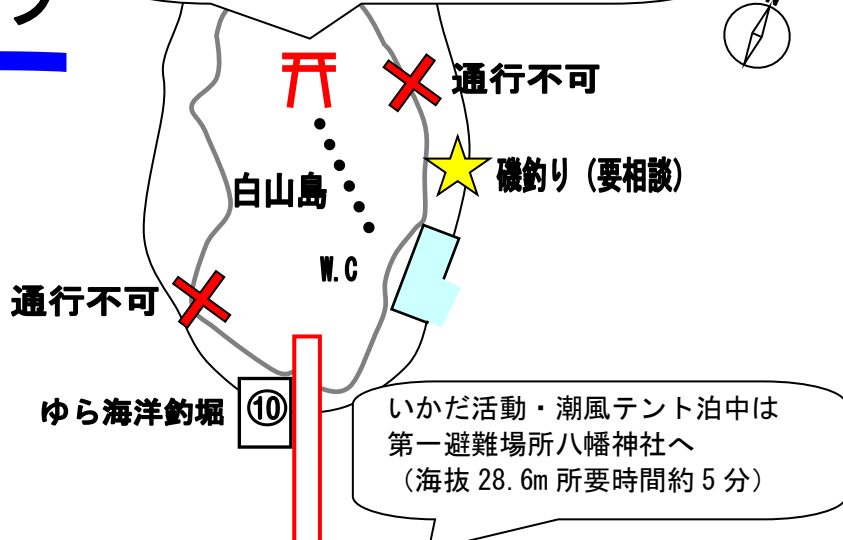 通行不可
磯釣り（要相談）
白山島
W.C
通行不可
ゆら海洋釣堀
⑩
いかだ活動・潮風テント泊中は
第一避難場所八幡神社へ
（海抜 28.6m 所要時間約 5 分）